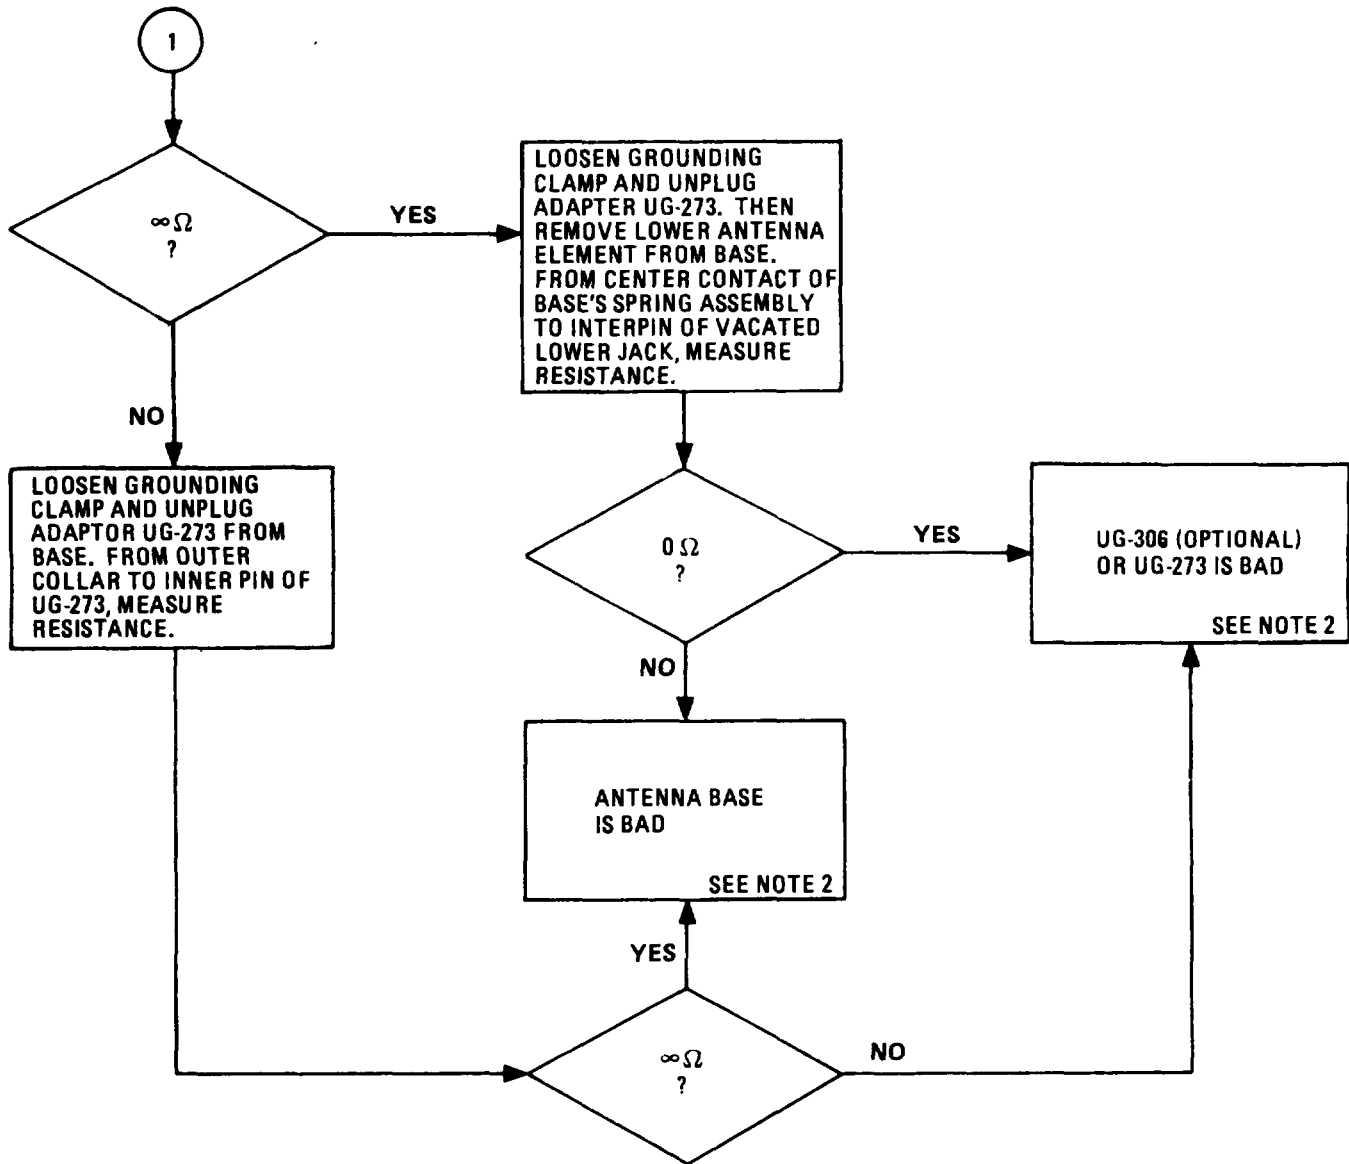 1
∞ Ω
?
YES
LOOSEN GROUNDING
CLAMP AND UNPLUG
ADAPTER UG-273. THEN
REMOVE LOWER ANTENNA
ELEMENT FROM BASE.
FROM CENTER CONTACT OF
BASE'S SPRING ASSEMBLY
TO INTERPIN OF VACATED
LOWER JACK, MEASURE
RESISTANCE.
NO
LOOSEN GROUNDING
CLAMP AND UNPLUG
ADAPTOR UG-273 FROM
BASE. FROM OUTER
COLLAR TO INNER PIN OF
UG-273, MEASURE
RESISTANCE.
0 Ω
?
YES
UG-306 (OPTIONAL)
OR UG-273 IS BAD
SEE NOTE 2
NO
ANTENNA BASE
IS BAD
SEE NOTE 2
YES
∞ Ω
?
NO